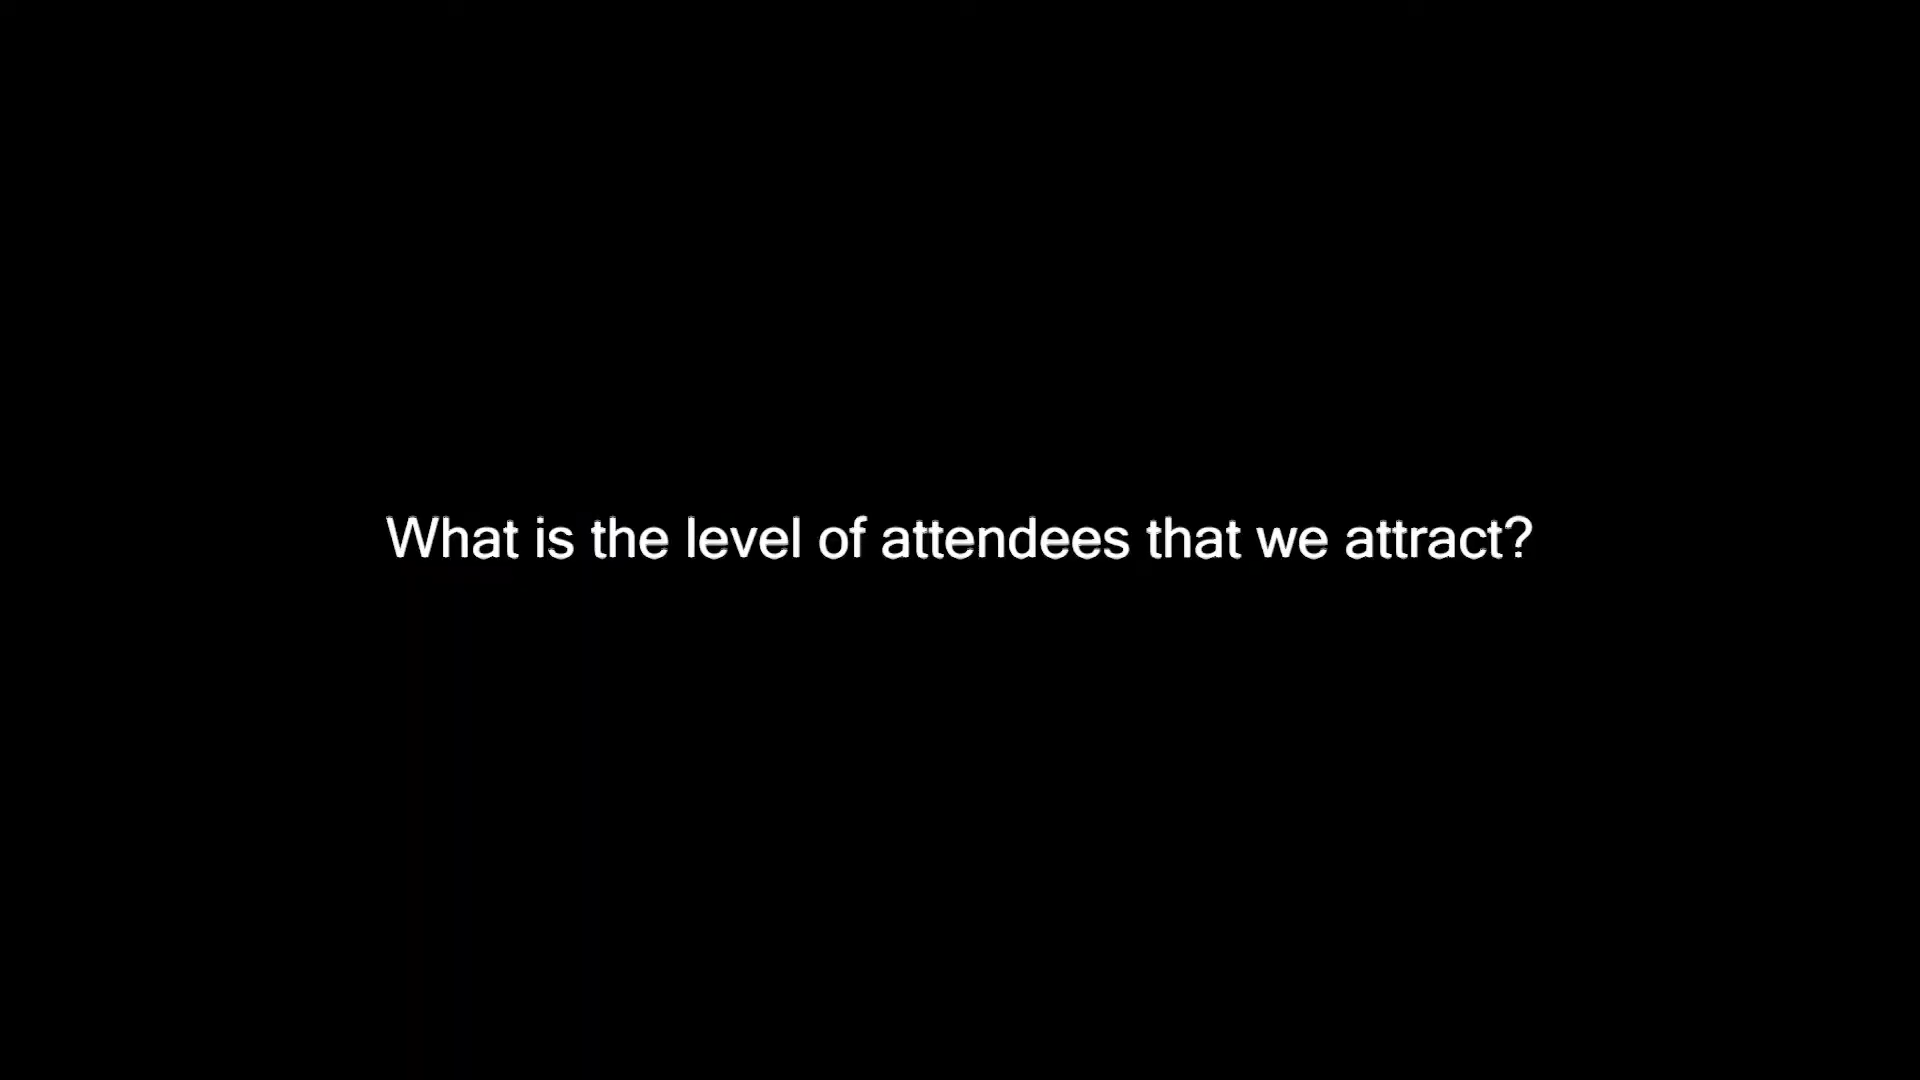 What is the level of attendees that we attract?